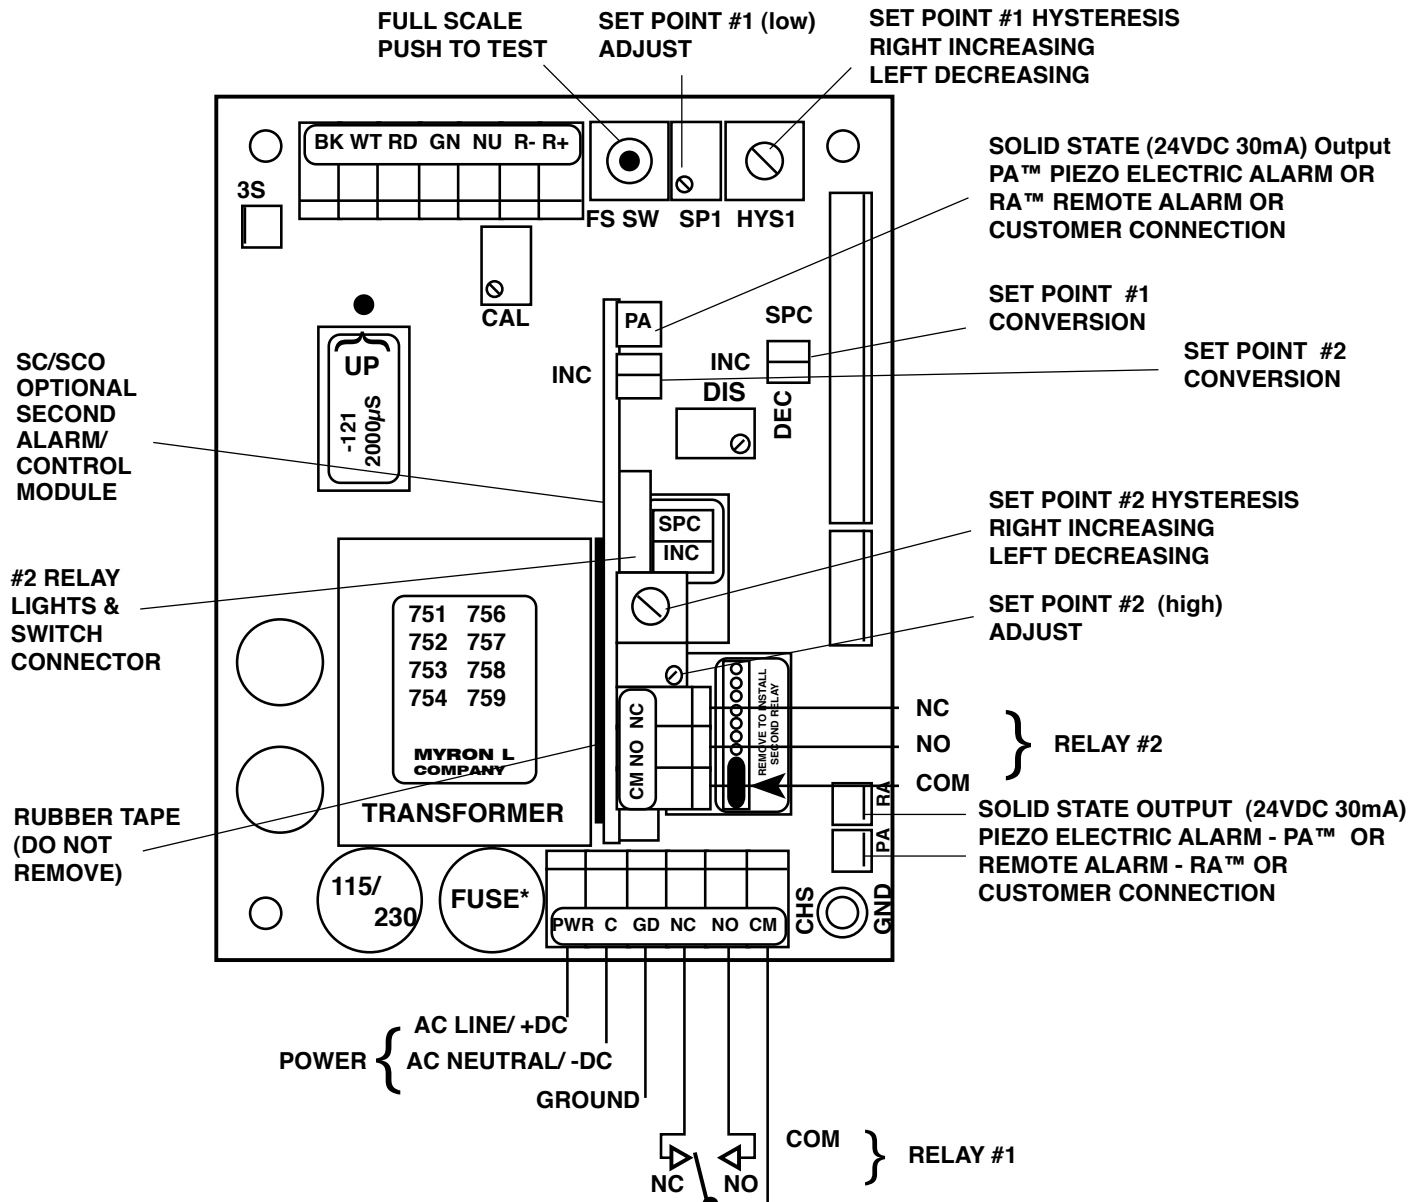 FULL SCALE
PUSH TO TEST
SET POINT #1 (low)
ADJUST
SET POINT #1 HYSTERESIS
RIGHT INCREASING
LEFT DECREASING
BK WT RD GN NU R- R+
3S
FS SW
SP1
HYS1
SOLID STATE (24VDC 30mA) Output
PA™ PIEZO ELECTRIC ALARM OR
RA™ REMOTE ALARM OR
CUSTOMER CONNECTION
CAL
PA
SPC
SET POINT #1
CONVERSION
INC
INC
DIS
DEC
SET POINT #2
CONVERSION
UP
-121
2000µS
SC/SCO
OPTIONAL
SECOND
ALARM/
CONTROL
MODULE
SPC
INC
SET POINT #2 HYSTERESIS
RIGHT INCREASING
LEFT DECREASING
#2 RELAY
LIGHTS &
SWITCH
CONNECTOR
751 756
752 757
753 758
754 759
MYRON L
COMPANY
TRANSFORMER
SET POINT #2 (high)
ADJUST
CM NO NC
REMOVE TO INSTALL
SECOND RELAY
NC
NO
COM
RELAY #2
RUBBER TAPE
(DO NOT
REMOVE)
RA
PA
SOLID STATE OUTPUT (24VDC 30mA)
PIEZO ELECTRIC ALARM - PA™ OR
REMOTE ALARM - RA™ OR
CUSTOMER CONNECTION
115/
230
FUSE*
PWR C GD NC NO CM
CHS
GND
POWER
AC LINE/ +DC
AC NEUTRAL/ -DC
GROUND
NC
NO
COM
RELAY #1